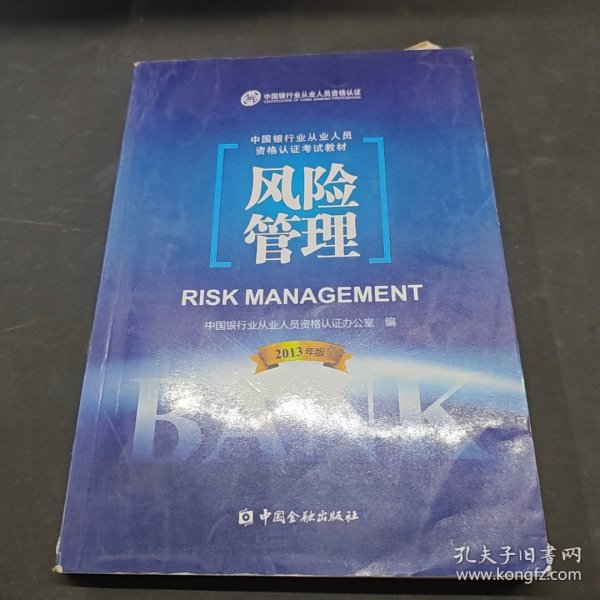 中国银行业从业人员资格认证
CERTIFICATION OF CHINA BANKING PROFESSIONAL
中国银行业从业人员
资格认证考试教材
风险
管理
RISK MANAGEMENT
中国银行业从业人员资格认证办公室 编
2013年版
BANK
中国金融出版社
孔夫子旧书网
www.kongfz.com